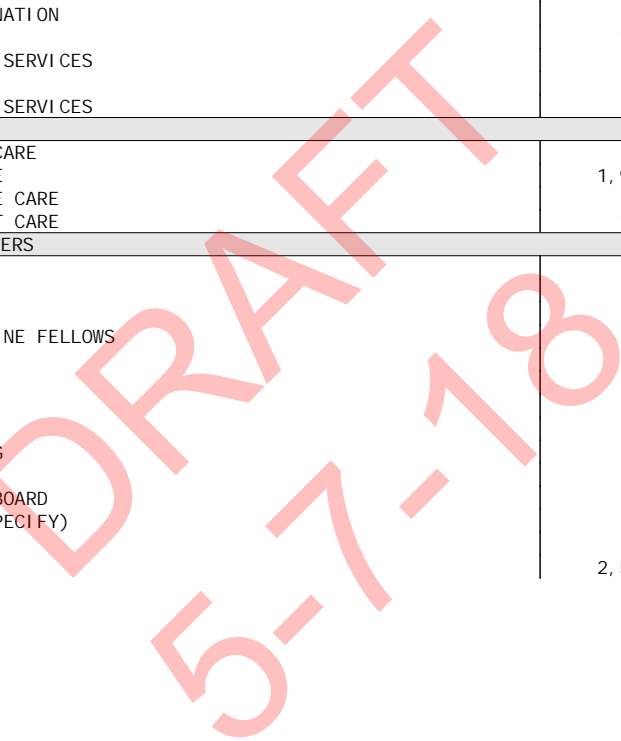 NATION
SERVICES
SERVICES
CARE
E
1,
E CARE
T CARE
ERS
NE FELLOWS
G
BOARD
PECIFY)
2,
DRAFT
5-7-18